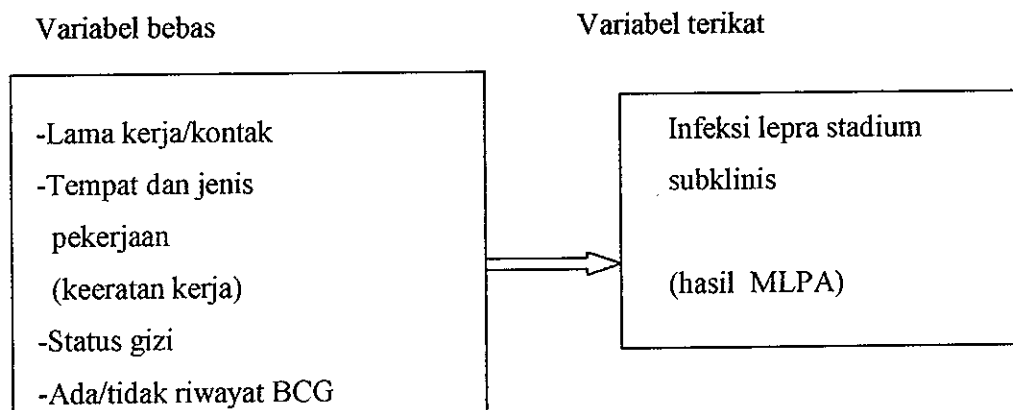 Variabel bebas
-Lama kerja/kontak
-Tempat dan jenis
pekerjaan
(keeratan kerja)
-Status gizi
-Ada/tidak riwayat BCG
Variabel terikat
Infeksi lepra stadium
subklinis
(hasil MLPA)